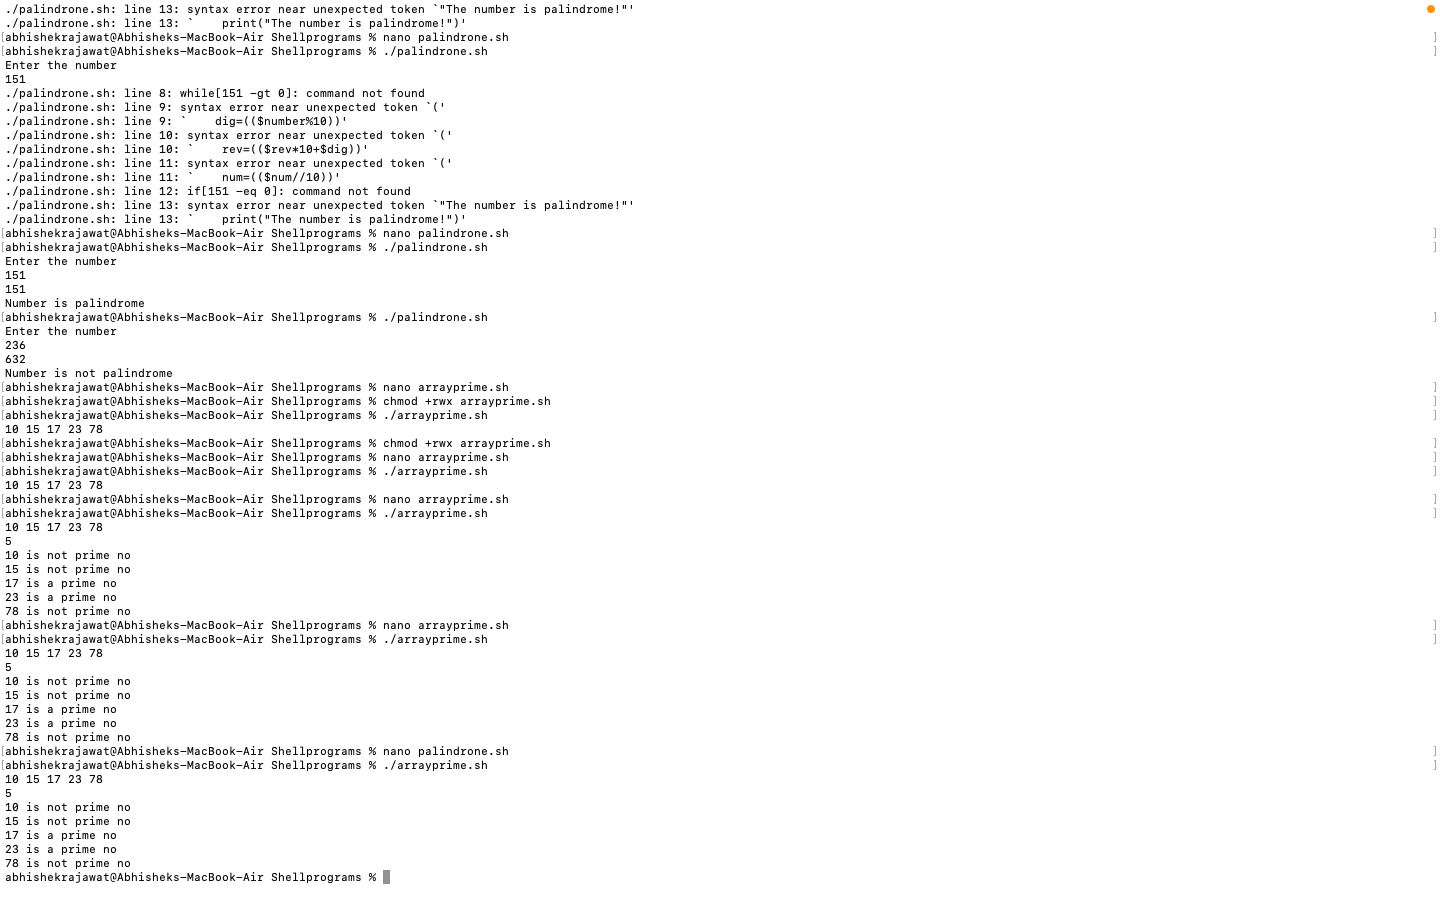 ./palindrone.sh: line 13: syntax error near unexpected token `"The number is palindrome!"'
./palindrone.sh: line 13: `    print("The number is palindrome!")'
[abhishekrajawat@Abhisheks-MacBook-Air Shellprograms % nano palindrone.sh ]
[abhishekrajawat@Abhisheks-MacBook-Air Shellprograms % ./palindrone.sh ]
Enter the number
151
./palindrone.sh: line 8: while[151 -gt 0]: command not found
./palindrone.sh: line 9: syntax error near unexpected token `('
./palindrone.sh: line 9: `    dig=(($number%10))'
./palindrone.sh: line 10: syntax error near unexpected token `('
./palindrone.sh: line 10: `    rev=(($rev*10+$dig))'
./palindrone.sh: line 11: syntax error near unexpected token `('
./palindrone.sh: line 11: `    num=(($num//10))'
./palindrone.sh: line 12: if[151 -eq 0]: command not found
./palindrone.sh: line 13: syntax error near unexpected token `"The number is palindrome!"'
./palindrone.sh: line 13: `    print("The number is palindrome!")'
[abhishekrajawat@Abhisheks-MacBook-Air Shellprograms % nano palindrone.sh ]
[abhishekrajawat@Abhisheks-MacBook-Air Shellprograms % ./palindrone.sh ]
Enter the number
151
151
Number is palindrome
[abhishekrajawat@Abhisheks-MacBook-Air Shellprograms % ./palindrone.sh ]
Enter the number
236
632
Number is not palindrome
[abhishekrajawat@Abhisheks-MacBook-Air Shellprograms % nano arrayprime.sh ]
[abhishekrajawat@Abhisheks-MacBook-Air Shellprograms % chmod +rwx arrayprime.sh ]
[abhishekrajawat@Abhisheks-MacBook-Air Shellprograms % ./arrayprime.sh ]
10 15 17 23 78
[abhishekrajawat@Abhisheks-MacBook-Air Shellprograms % chmod +rwx arrayprime.sh ]
[abhishekrajawat@Abhisheks-MacBook-Air Shellprograms % nano arrayprime.sh ]
[abhishekrajawat@Abhisheks-MacBook-Air Shellprograms % ./arrayprime.sh ]
10 15 17 23 78
[abhishekrajawat@Abhisheks-MacBook-Air Shellprograms % nano arrayprime.sh ]
[abhishekrajawat@Abhisheks-MacBook-Air Shellprograms % ./arrayprime.sh ]
10 15 17 23 78
5
10 is not prime no
15 is not prime no
17 is a prime no
23 is a prime no
78 is not prime no
[abhishekrajawat@Abhisheks-MacBook-Air Shellprograms % nano arrayprime.sh ]
[abhishekrajawat@Abhisheks-MacBook-Air Shellprograms % ./arrayprime.sh ]
10 15 17 23 78
5
10 is not prime no
15 is not prime no
17 is a prime no
23 is a prime no
78 is not prime no
[abhishekrajawat@Abhisheks-MacBook-Air Shellprograms % nano palindrone.sh ]
[abhishekrajawat@Abhisheks-MacBook-Air Shellprograms % ./arrayprime.sh ]
10 15 17 23 78
5
10 is not prime no
15 is not prime no
17 is a prime no
23 is a prime no
78 is not prime no
abhishekrajawat@Abhisheks-MacBook-Air Shellprograms %